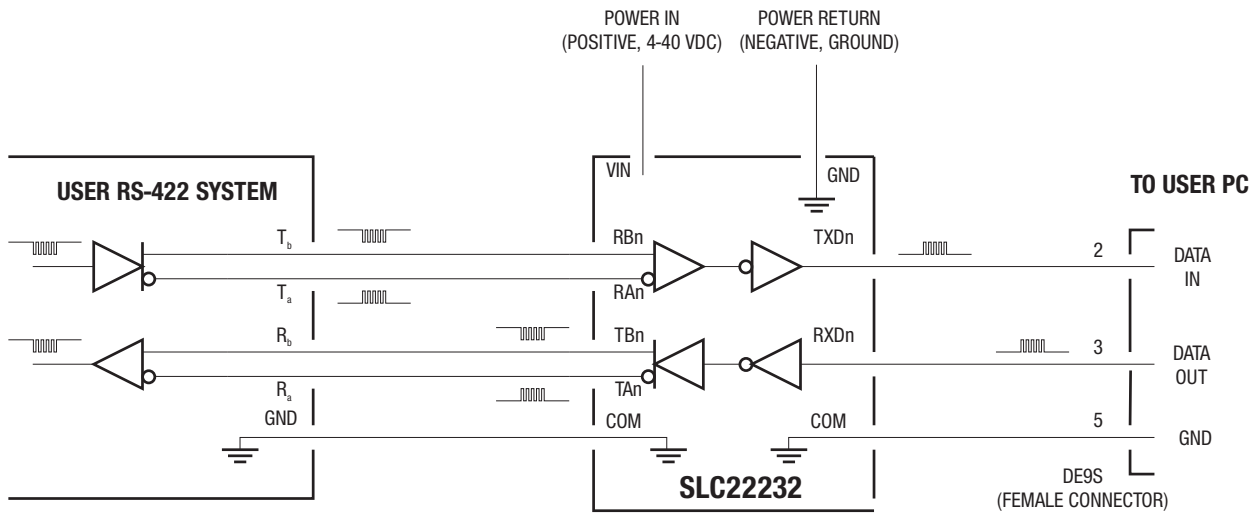 POWER IN
(POSITIVE, 4-40 VDC)
POWER RETURN
(NEGATIVE, GROUND)
VIN
GND
USER RS-422 SYSTEM
TO USER PC
Tb
RBn
TXDn
2
DATA
IN
Ta
RAn
Rb
TBn
RXDn
3
DATA
OUT
Ra
TAn
GND
COM
COM
5
GND
SLC22232
DE9S
(FEMALE CONNECTOR)